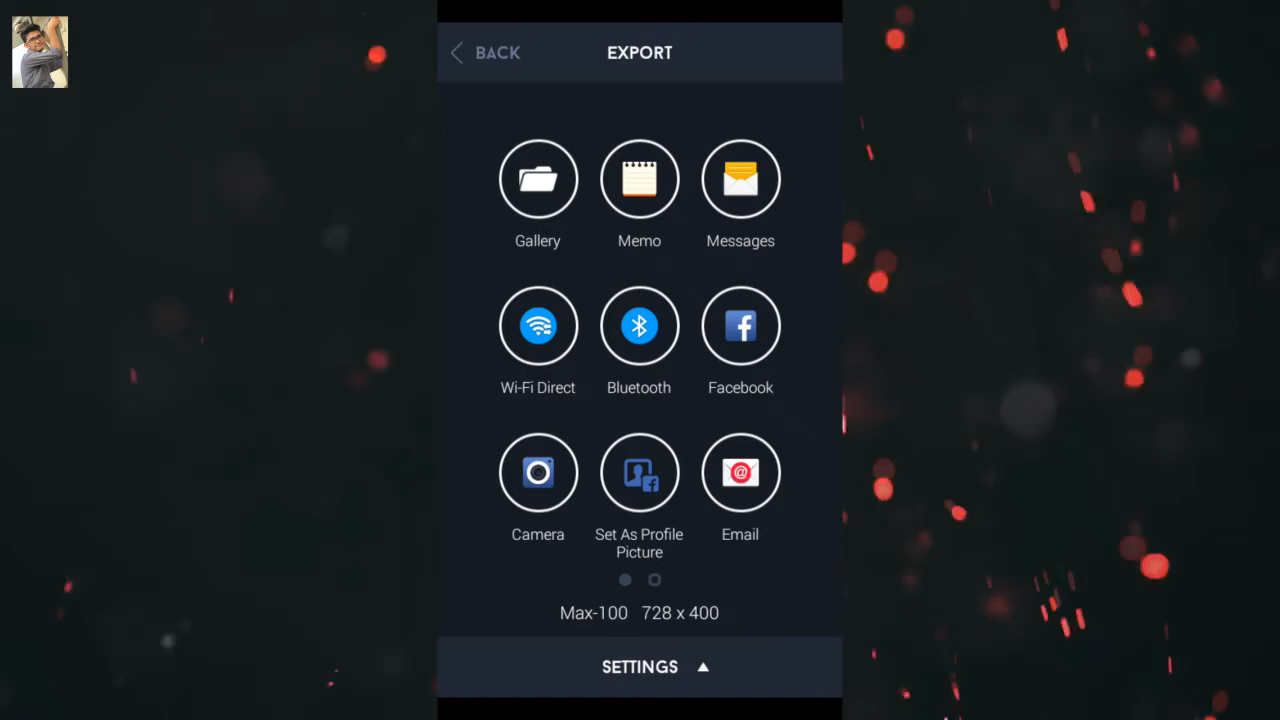 BACK
EXPORT
Gallery
Memo
Messages
Wi-Fi Direct
Bluetooth
Facebook
Camera
Set As Profile
Picture
Email
Max-100 728 x 400
SETTINGS